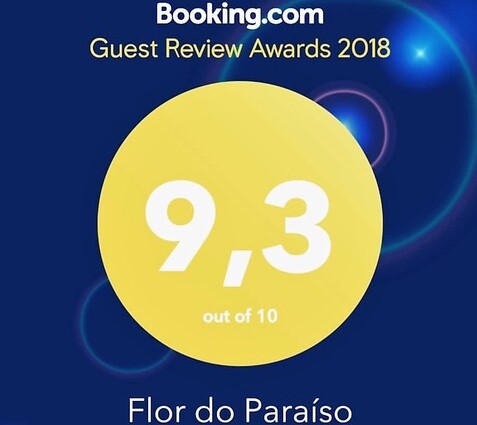 Booking.com
Guest Review Awards 2018
9,3
out of 10
Flor do Paraíso